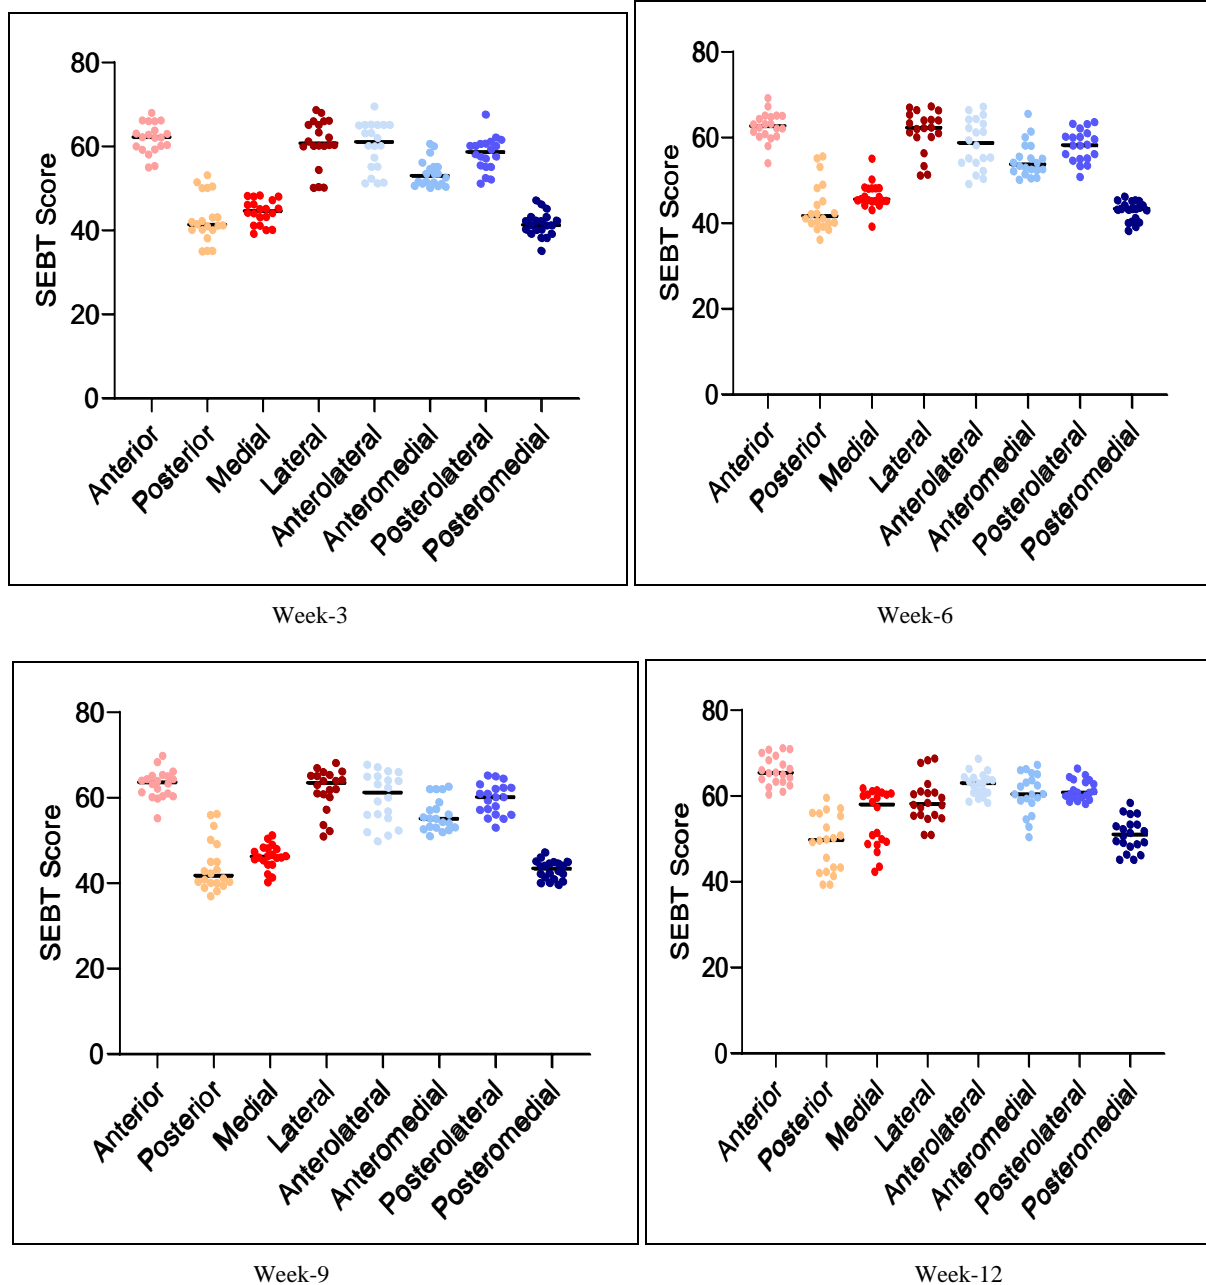 SEBT Score
80
60
40
20
0
Anterior
Posterior
Medial
Lateral
Anterolateral
Anteromedial
Posterolateral
Posteromedial
Week-3
SEBT Score
80
60
40
20
0
Anterior
Posterior
Medial
Lateral
Anterolateral
Anteromedial
Posterolateral
Posteromedial
Week-6
SEBT Score
80
60
40
20
0
Anterior
Posterior
Medial
Lateral
Anterolateral
Anteromedial
Posterolateral
Posteromedial
Week-9
SEBT Score
80
60
40
20
0
Anterior
Posterior
Medial
Lateral
Anterolateral
Anteromedial
Posterolateral
Posteromedial
Week-12